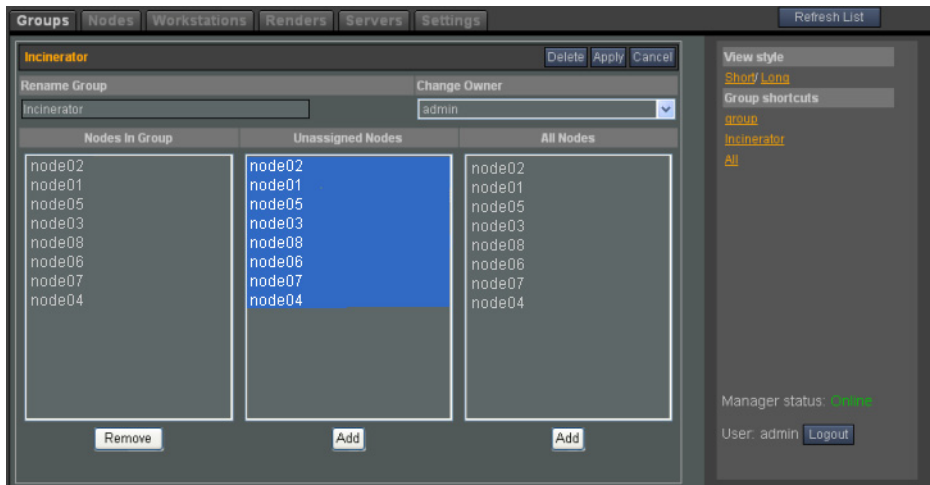 Groups Nodes Workstations Renders Servers Settings
Refresh List
Incinerator
Delete Apply Cancel
Rename Group
Change Owner
Incinerator
admin
Nodes In Group
Unassigned Nodes
All Nodes
node02
node01
node05
node03
node08
node06
node07
node04
node02
node01
node05
node03
node08
node06
node07
node04
node02
node01
node05
node03
node08
node06
node07
node04
Remove
Add
Add
View style
Short/ Long
Group shortcuts
group
Incinerator
All
Manager status: Online
User: admin Logout